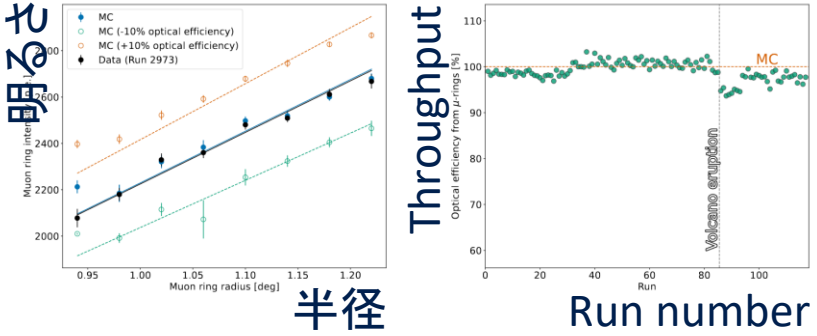 明るさ
Muon ring intensity
2600
2400
2200
2000
MC
MC (-10% optical efficiency)
MC (+10% optical efficiency)
Data (Run 2973)
0.95 1.00 1.05 1.10 1.15 1.20
Muon ring radius [deg]
半径
Throughput
Optical efficiency from μ-rings [%]
110
100
90
80
70
60
MC
Volcano eruption
0 20 40 60 80 100
Run
Run number